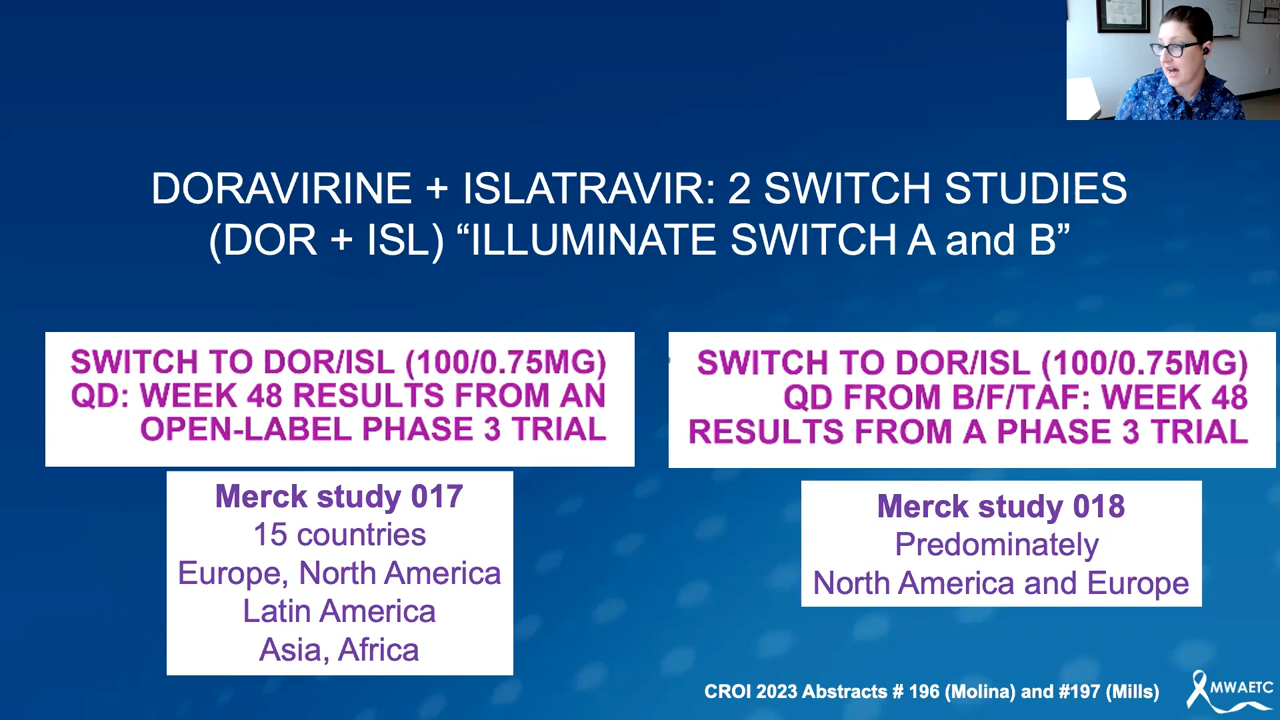 DORAVIRINE + ISLATRAVIR: 2 SWITCH STUDIES
(DOR + ISL) “ILLUMINATE SWITCH A and B”
SWITCH TO DOR/ISL (100/0.75MG)
QD: WEEK 48 RESULTS FROM AN
OPEN-LABEL PHASE 3 TRIAL
Merck study 017
15 countries
Europe, North America
Latin America
Asia, Africa
SWITCH TO DOR/ISL (100/0.75MG)
QD FROM B/F/TAF: WEEK 48
RESULTS FROM A PHASE 3 TRIAL
Merck study 018
Predominately
North America and Europe
CROI 2023 Abstracts # 196 (Molina) and #197 (Mills)
MWAETC